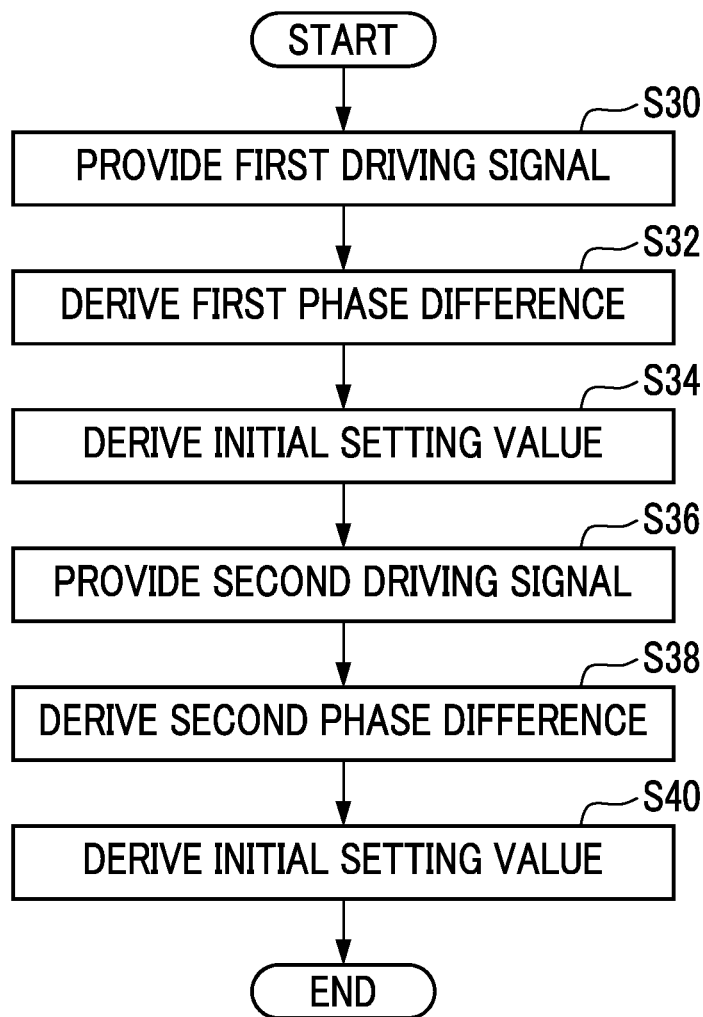 START
S30
PROVIDE FIRST DRIVING SIGNAL
S32
DERIVE FIRST PHASE DIFFERENCE
S34
DERIVE INITIAL SETTING VALUE
S36
PROVIDE SECOND DRIVING SIGNAL
S38
DERIVE SECOND PHASE DIFFERENCE
S40
DERIVE INITIAL SETTING VALUE
END